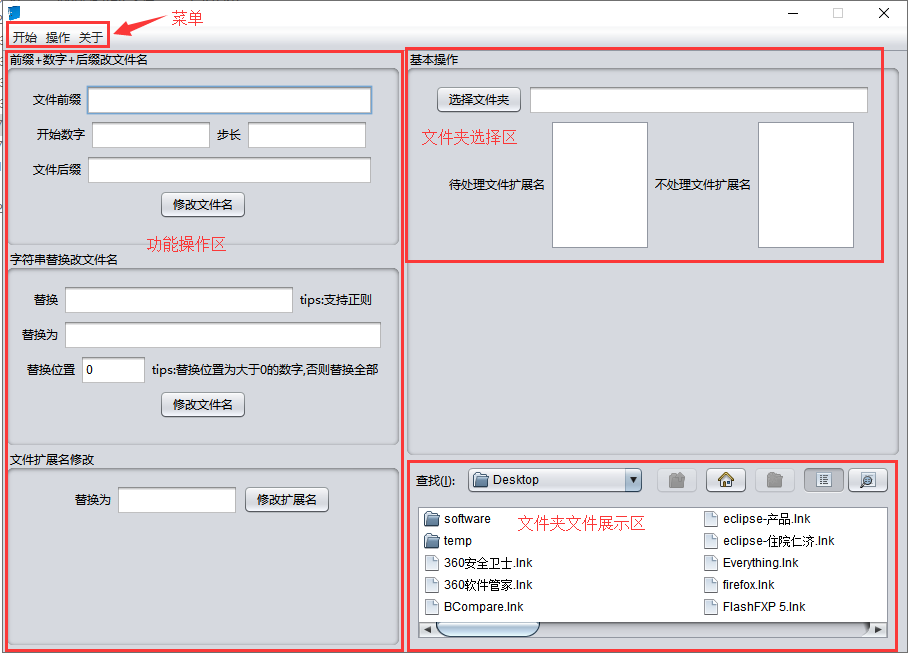 菜单
开始 操作 关于
前缀+数字+后缀改文件名
文件前缀
开始数字 步长
文件后缀
修改文件名
功能操作区
字符串替换改文件名
替换 tips:支持正则
替换为
替换位置 0 tips:替换位置为大于0的数字,否则替换全部
修改文件名
文件扩展名修改
替换为 修改扩展名
基本操作
选择文件夹
文件夹选择区
待处理文件扩展名 不处理文件扩展名
查找(I): Desktop
文件夹文件展示区
software eclipse-产品.lnk
temp eclipse-住院仁济.lnk
360安全卫士.lnk Everything.lnk
360软件管家.lnk firefox.lnk
BCompare.lnk FlashFXP 5.lnk